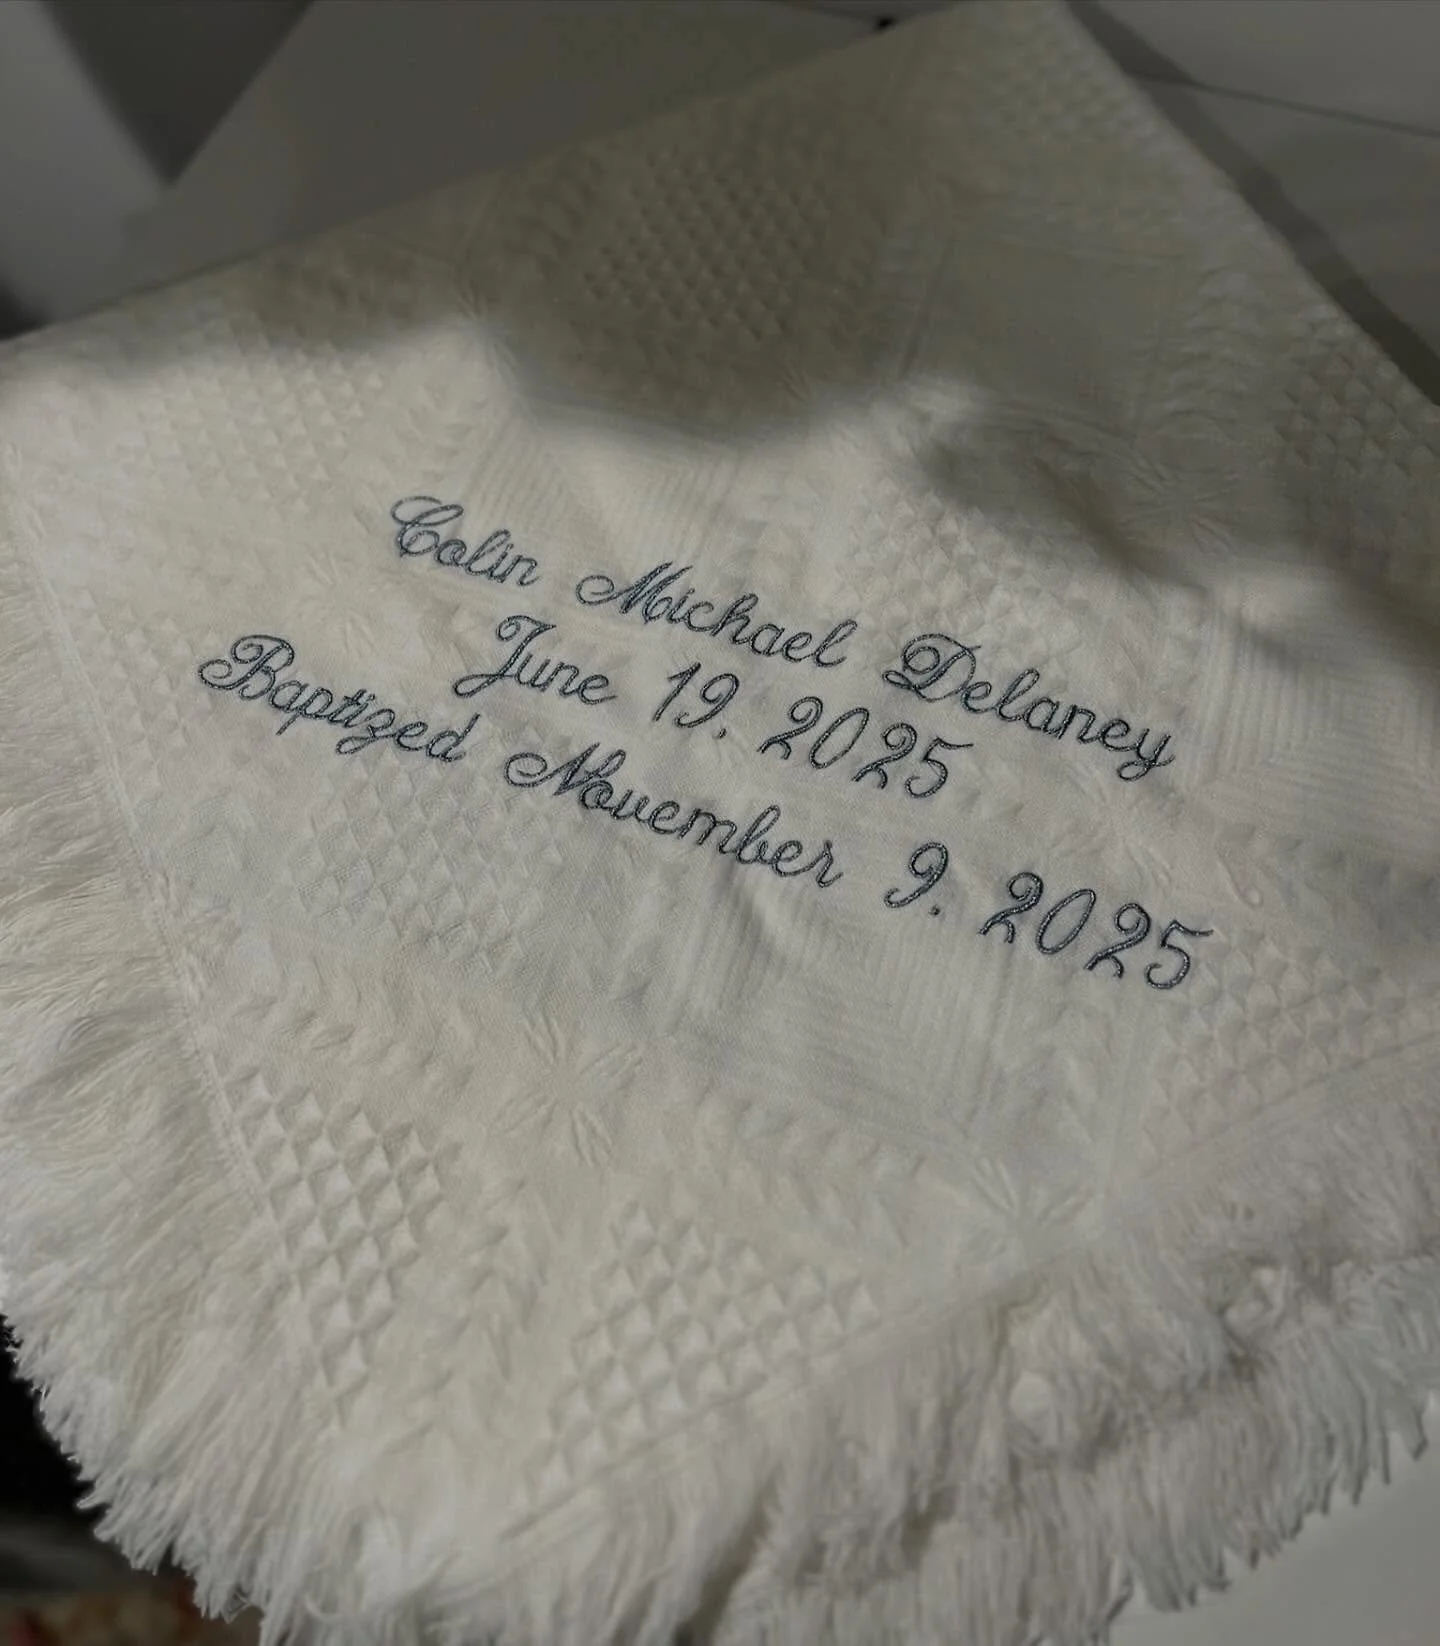 Colin Michael Delaney
June 19, 2025
Baptized November 9, 2025